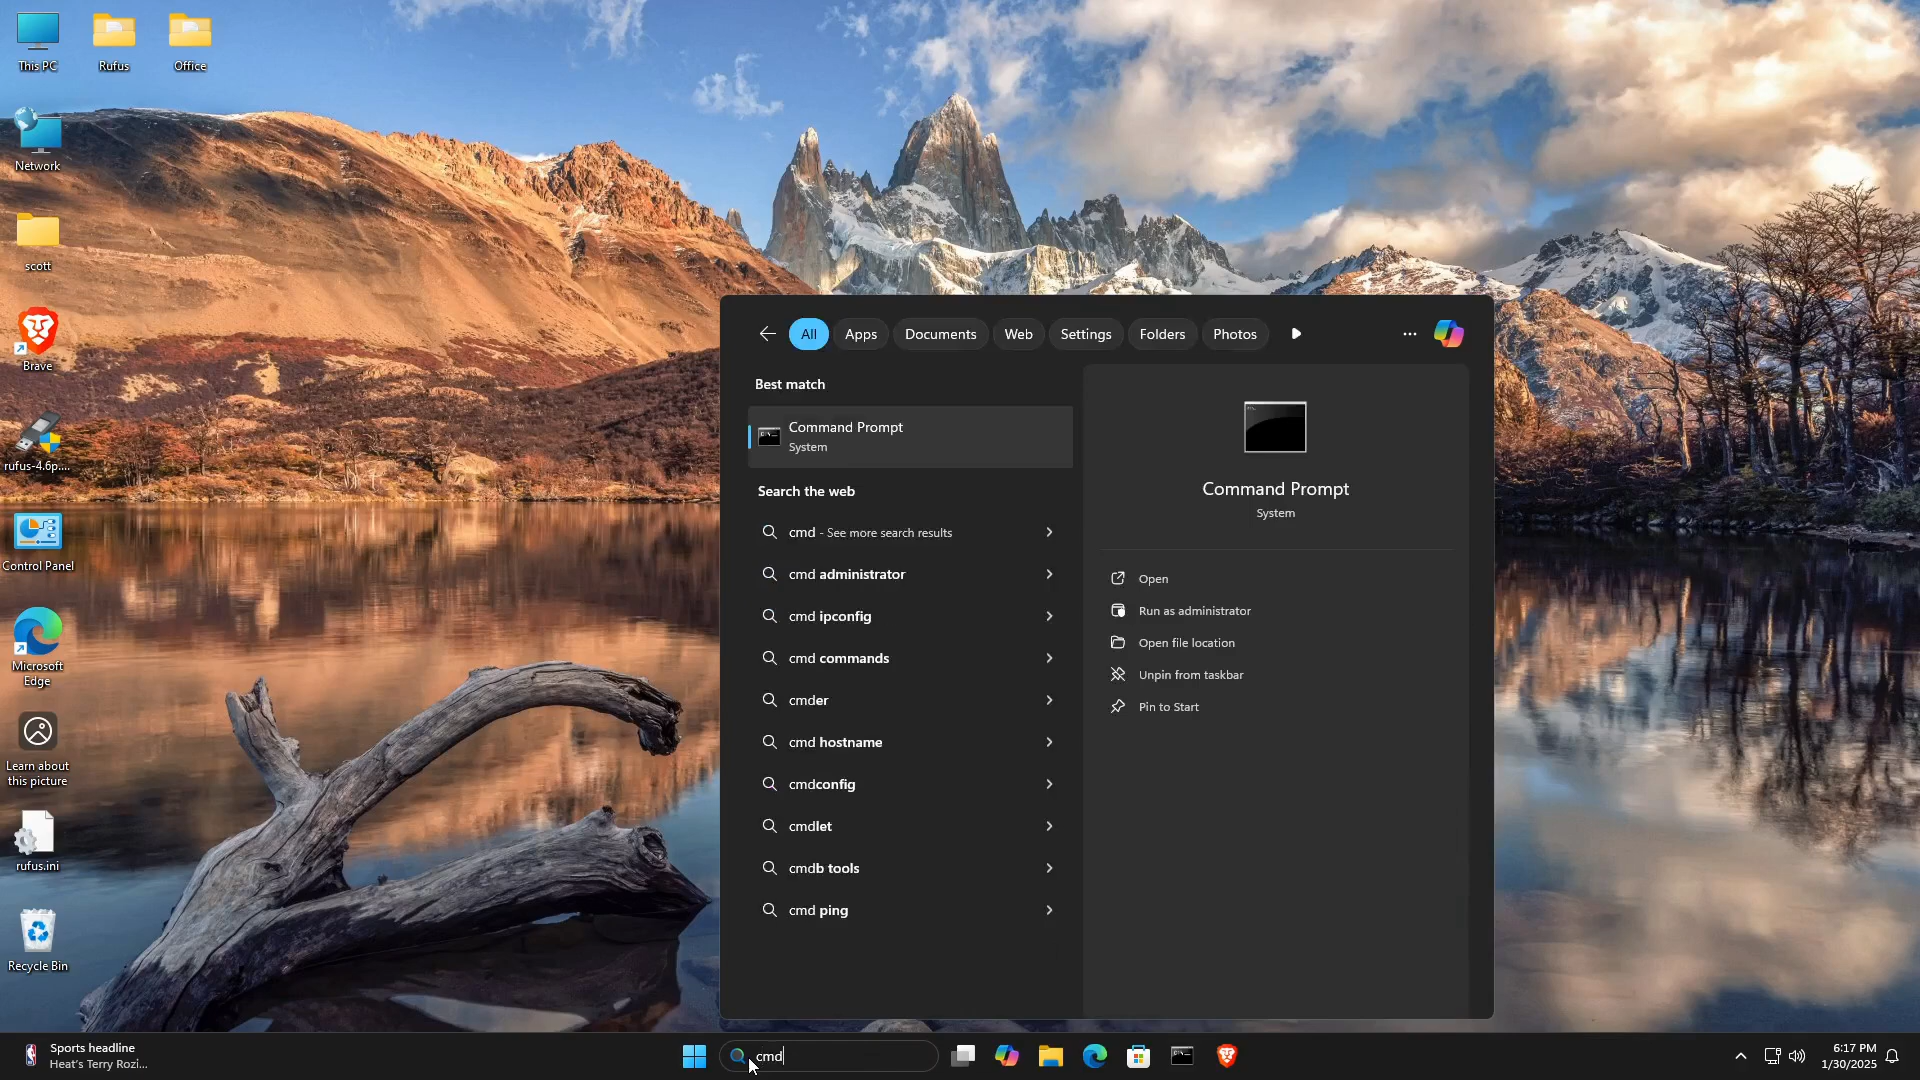 This PC
Rufus
Office
Network
scott
Brave
rufus-4.6p....
Control Panel
Microsoft
Edge
Learn about
this picture
rufus.ini
Recycle Bin
All
Apps
Documents
Web
Settings
Folders
Photos
Best match
Command Prompt
System
Search the web
cmd - See more search results
cmd administrator
cmd ipconfig
cmd commands
cmder
cmd hostname
cmdconfig
cmdlet
cmdb tools
cmd ping
Command Prompt
System
Open
Run as administrator
Open file location
Unpin from taskbar
Pin to Start
Sports headline
Heat's Terry Rozi...
cmd
6:17 PM
1/30/2025